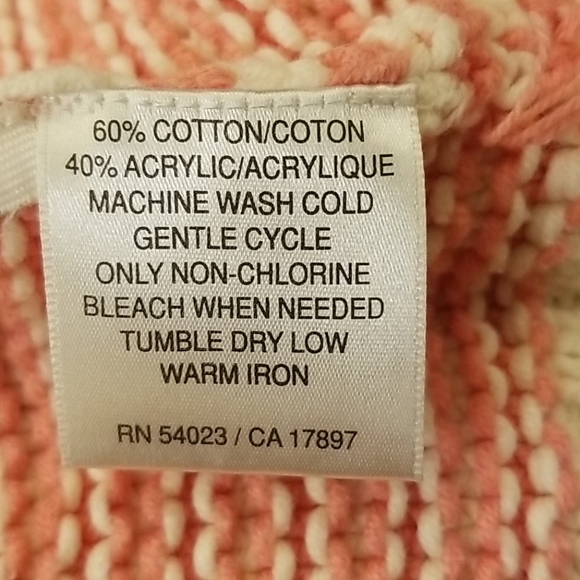 60% COTTON/COTON
40% ACRYLIC/ACRYLIQUE
MACHINE WASH COLD
GENTLE CYCLE
ONLY NON-CHLORINE
BLEACH WHEN NEEDED
TUMBLE DRY LOW
WARM IRON
RN 54023 / CA 17897